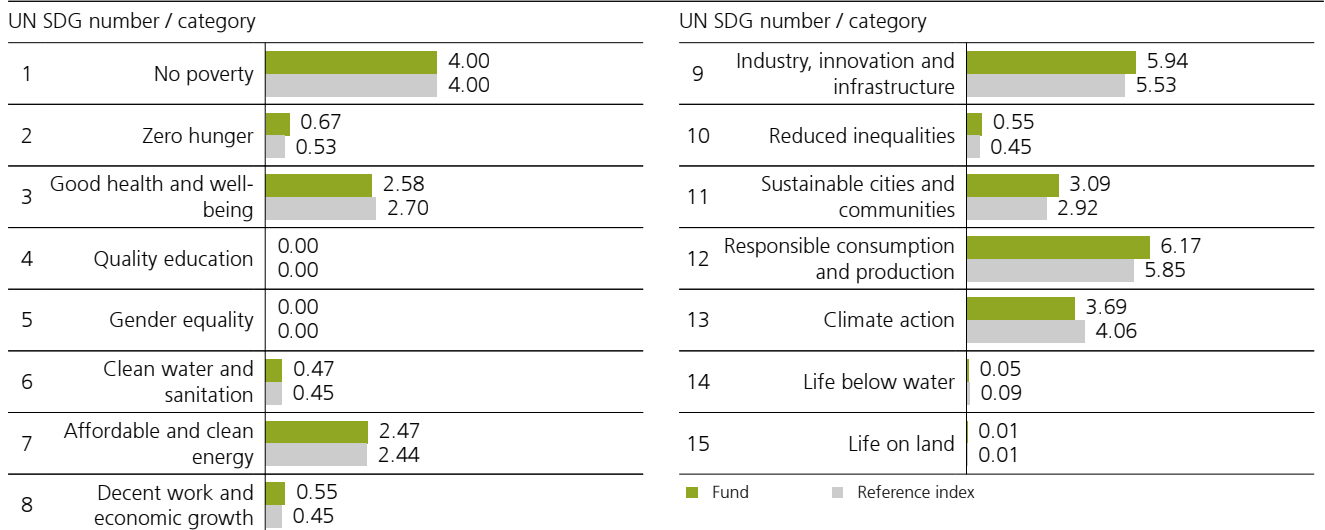 UN SDG number / category
1 No poverty 4.00
4.00
2 Zero hunger 0.67
0.53
3 Good health and well-
being 2.58
2.70
4 Quality education 0.00
0.00
5 Gender equality 0.00
0.00
6 Clean water and
sanitation 0.47
0.45
7 Affordable and clean
energy 2.47
2.44
8 Decent work and
economic growth 0.55
0.45
UN SDG number / category
9 Industry, innovation and
infrastructure 5.94
5.53
10 Reduced inequalities 0.55
0.45
11 Sustainable cities and
communities 3.09
2.92
12 Responsible consumption
and production 6.17
5.85
13 Climate action 3.69
4.06
14 Life below water 0.05
0.09
15 Life on land 0.01
0.01
Fund Reference index